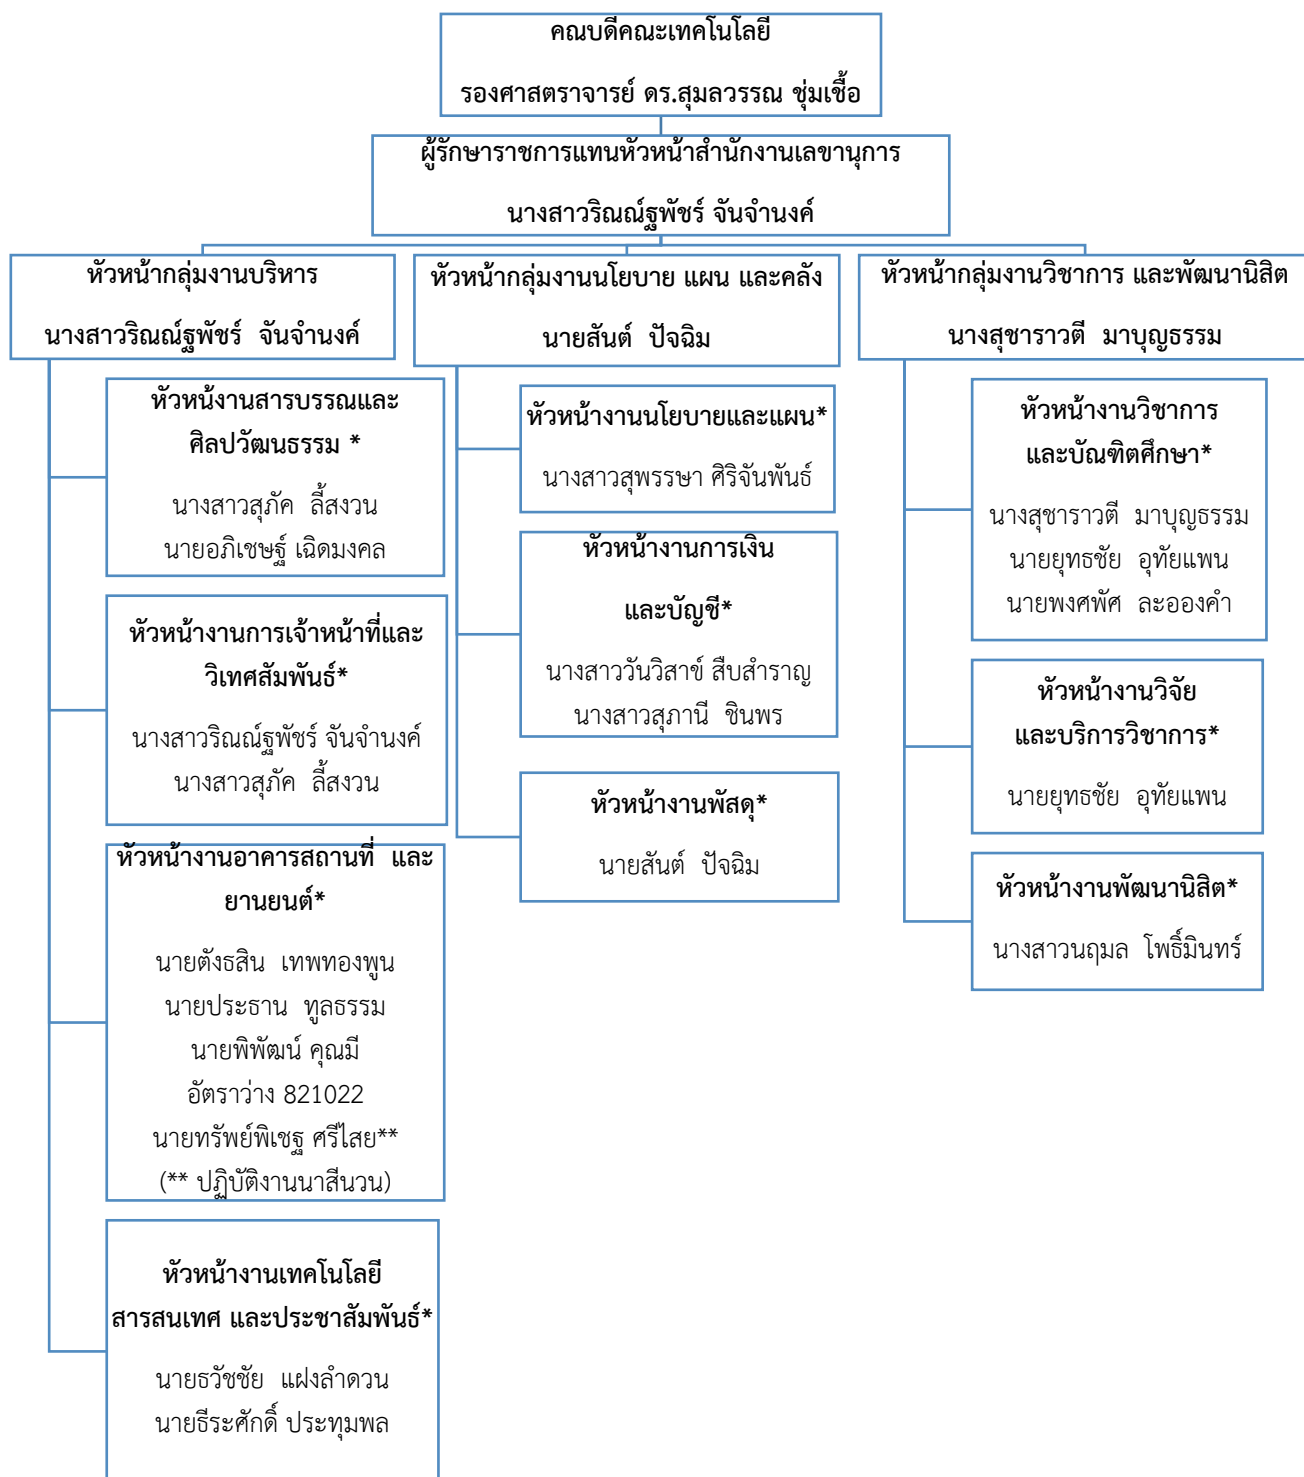 คณบดีคณะเทคโนโลยี
รองศาสตราจารย์ ดร.สุมลวรรณ ชุ่มเชื้อ
ผู้รักษาราชการแทนหัวหน้าสำนักงานเลขานุการ
นางสาวริณณ์ฐพัชร์ จันจำนงค์
หัวหน้ากลุ่มงานบริหาร
นางสาวริณณ์ฐพัชร์ จันจำนงค์
หัวหน้งานสารบรรณและ
ศิลปวัฒนธรรม *
นางสาวสุภัค ลี้สงวน
นายอภิเชษฐ์ เฉิดมงคล
หัวหน้างานการเจ้าหน้าที่และ
วิเทศสัมพันธ์*
นางสาวริณณ์ฐพัชร์ จันจำนงค์
นางสาวสุภัค ลี้สงวน
หัวหน้างานอาคารสถานที่ และ
ยานยนต์*
นายตังธสิน เทพทองพูน
นายประธาน ทูลธรรม
นายพิพัฒน์ คุณมี
อัตราว่าง 821022
นายทรัพย์พิเชฐ ศรีไสย**
(** ปฏิบัติงานนาสีนวน)
หัวหน้างานเทคโนโลยี
สารสนเทศ และประชาสัมพันธ์*
นายธวัชชัย แฝงลำดวน
นายธีระศักดิ์ ประทุมพล
หัวหน้ากลุ่มงานนโยบาย แผน และคลัง
นายสันต์ ปัจฉิม
หัวหน้างานนโยบายและแผน*
นางสาวสุพรรษา ศิริจันพันธ์
หัวหน้างานการเงิน
และบัญชี*
นางสาววันวิสาข์ สืบสำราญ
นางสาวสุภานี ชินพร
หัวหน้างานพัสดุ*
นายสันต์ ปัจฉิม
หัวหน้ากลุ่มงานวิชาการ และพัฒนานิสิต
นางสุชาราวตี มาบุญธรรม
หัวหน้างานวิชาการ
และบัณฑิตศึกษา*
นางสุชาราวตี มาบุญธรรม
นายยุทธชัย อุทัยแพน
นายพงศพัศ ละอองคำ
หัวหน้างานวิจัย
และบริการวิชาการ*
นายยุทธชัย อุทัยแพน
หัวหน้างานพัฒนานิสิต*
นางสาวนฤมล โพธิ์มินทร์